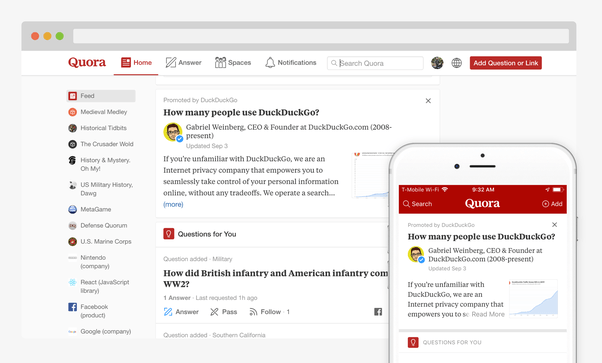 Quora
Home
Answer
Spaces
Notifications
Search Quora
Add Question or Link
Feed
Medieval Medley
Historical Tidbits
The Crusader Wold
History & Mystery,
Oh My!
US Military History,
Dawg
MetaGame
Defense Quorum
U.S. Marine Corps
Nintendo
(company)
React (JavaScript
library)
Facebook
(product)
Google (company)
Promoted by DuckDuckGo
How many people use DuckDuckGo?
Gabriel Weinberg, CEO & Founder at DuckDuckGo.com (2008-
present)
Updated Sep 3
If you're unfamiliar with DuckDuckGo, we are an
Internet privacy company that empowers you to
seamlessly take control of your personal information
online, without any tradeoffs. We operate a search...
(more)
Questions for You
Question added · Military
How did British infantry and American infantry com
WW2?
1 Answer · Last requested 1h ago
Answer
Pass
Follow · 1
Question added · Southern California
T-Mobile Wi-Fi
9:32 AM
Search
Quora
Add
Promoted by DuckDuckGo
How many people use DuckDuckGo?
Gabriel Weinberg, CEO & Founder at
DuckDuckGo.com (2008-present)
Updated Sep 3
If you're unfamiliar with
DuckDuckGo, we are an
Internet privacy company that
empowers you to s Read More
QUESTIONS FOR YOU